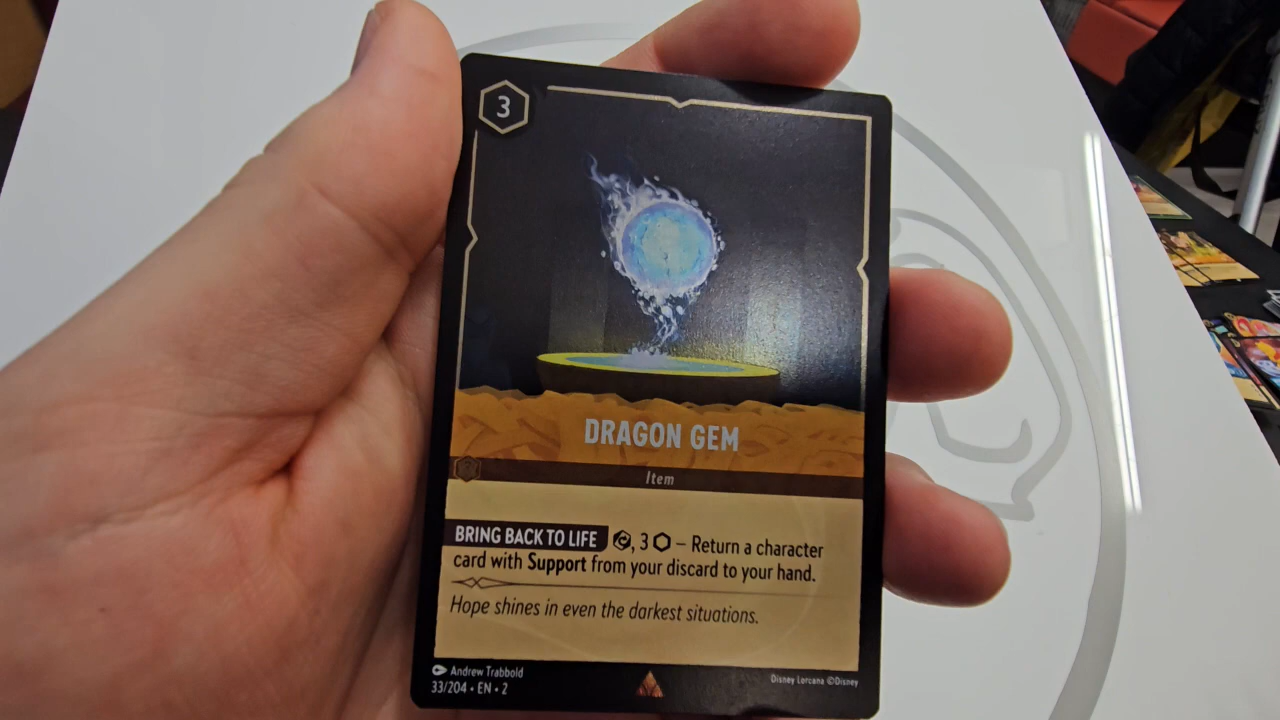 3
DRAGON GEM
Item
BRING BACK TO LIFE , 3 – Return a character
card with Support from your discard to your hand.
Hope shines in even the darkest situations.
Andrew Trabbold
33/204 • EN • 2
Disney Lorcana ©Disney